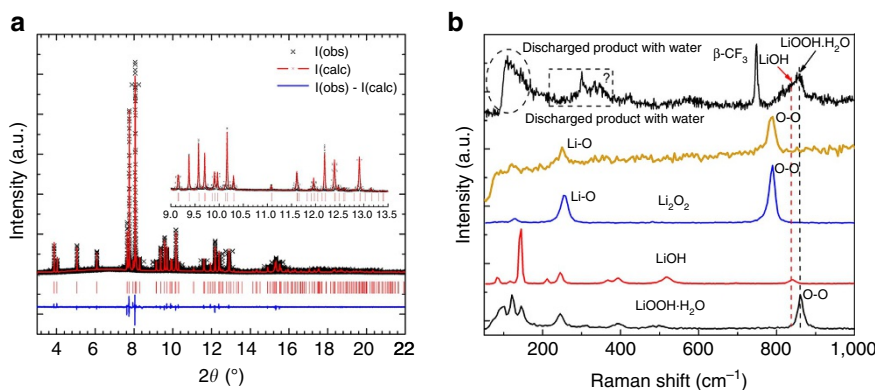 a
I(obs)
I(calc)
I(obs) - I(calc)
Intensity (a.u.)
9.0 9.5 10.0 10.5 11.0 11.5 12.0 12.5 13.0 13.5
4 6 8 10 12 14 16 18 20 22
2θ (°)
b
Discharged product with water
β-CF₃
LiOOH.H₂O
LiOH
?
Discharged product with water
O-O
Li-O
O-O
Li-O
Li₂O₂
LiOH
LiOOH·H₂O
O-O
Intensity (a.u.)
200 400 600 800 1,000
Raman shift (cm⁻¹)